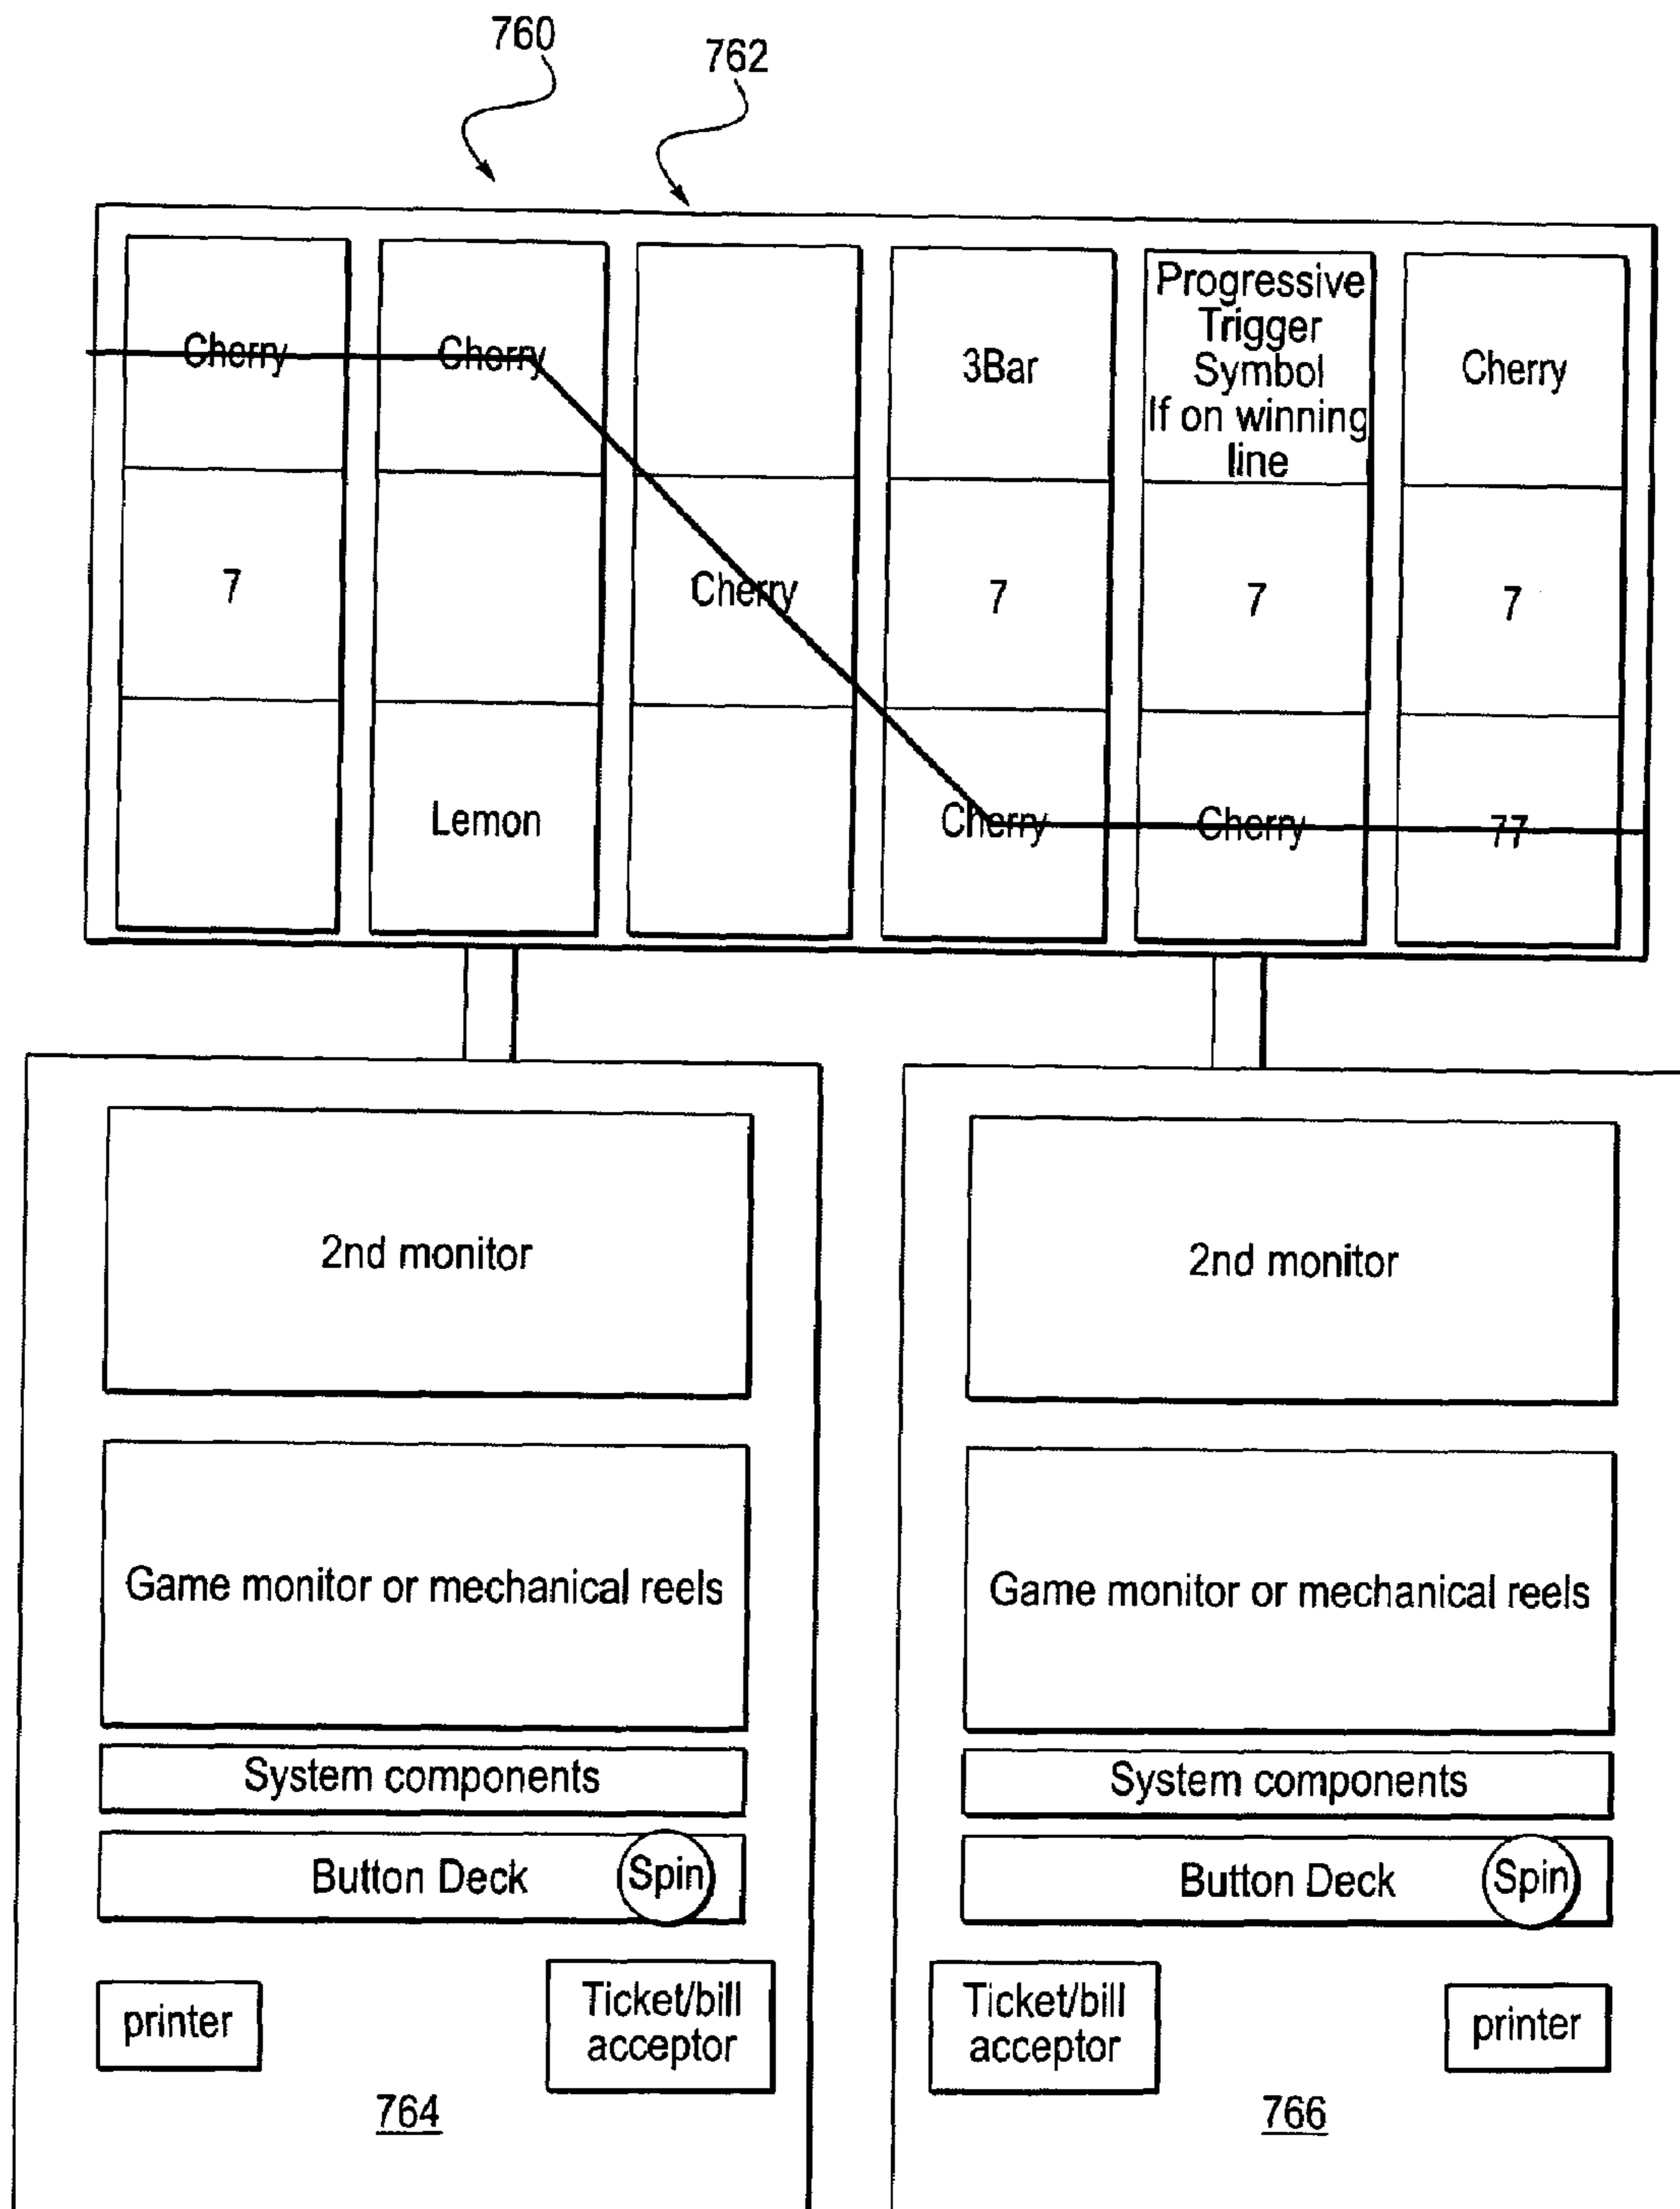 760
762
Cherry Cherry 3Bar Progressive Trigger Symbol If on winning line Cherry
7 Cherry 7 7 7
Lemon Cherry Cherry 77
2nd monitor 2nd monitor
Game monitor or mechanical reels Game monitor or mechanical reels
System components System components
Button Deck Spin Button Deck Spin
printer Ticket/bill acceptor Ticket/bill acceptor printer
764 766